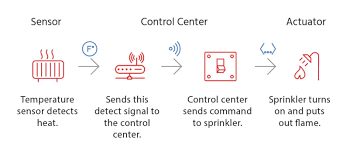 Sensor
Control Center
Actuator
F°
Temperature
sensor detects
heat.
Sends this
detect signal to
the control
center.
Control center
sends command
to sprinkler.
Sprinkler turns
on and puts
out flame.